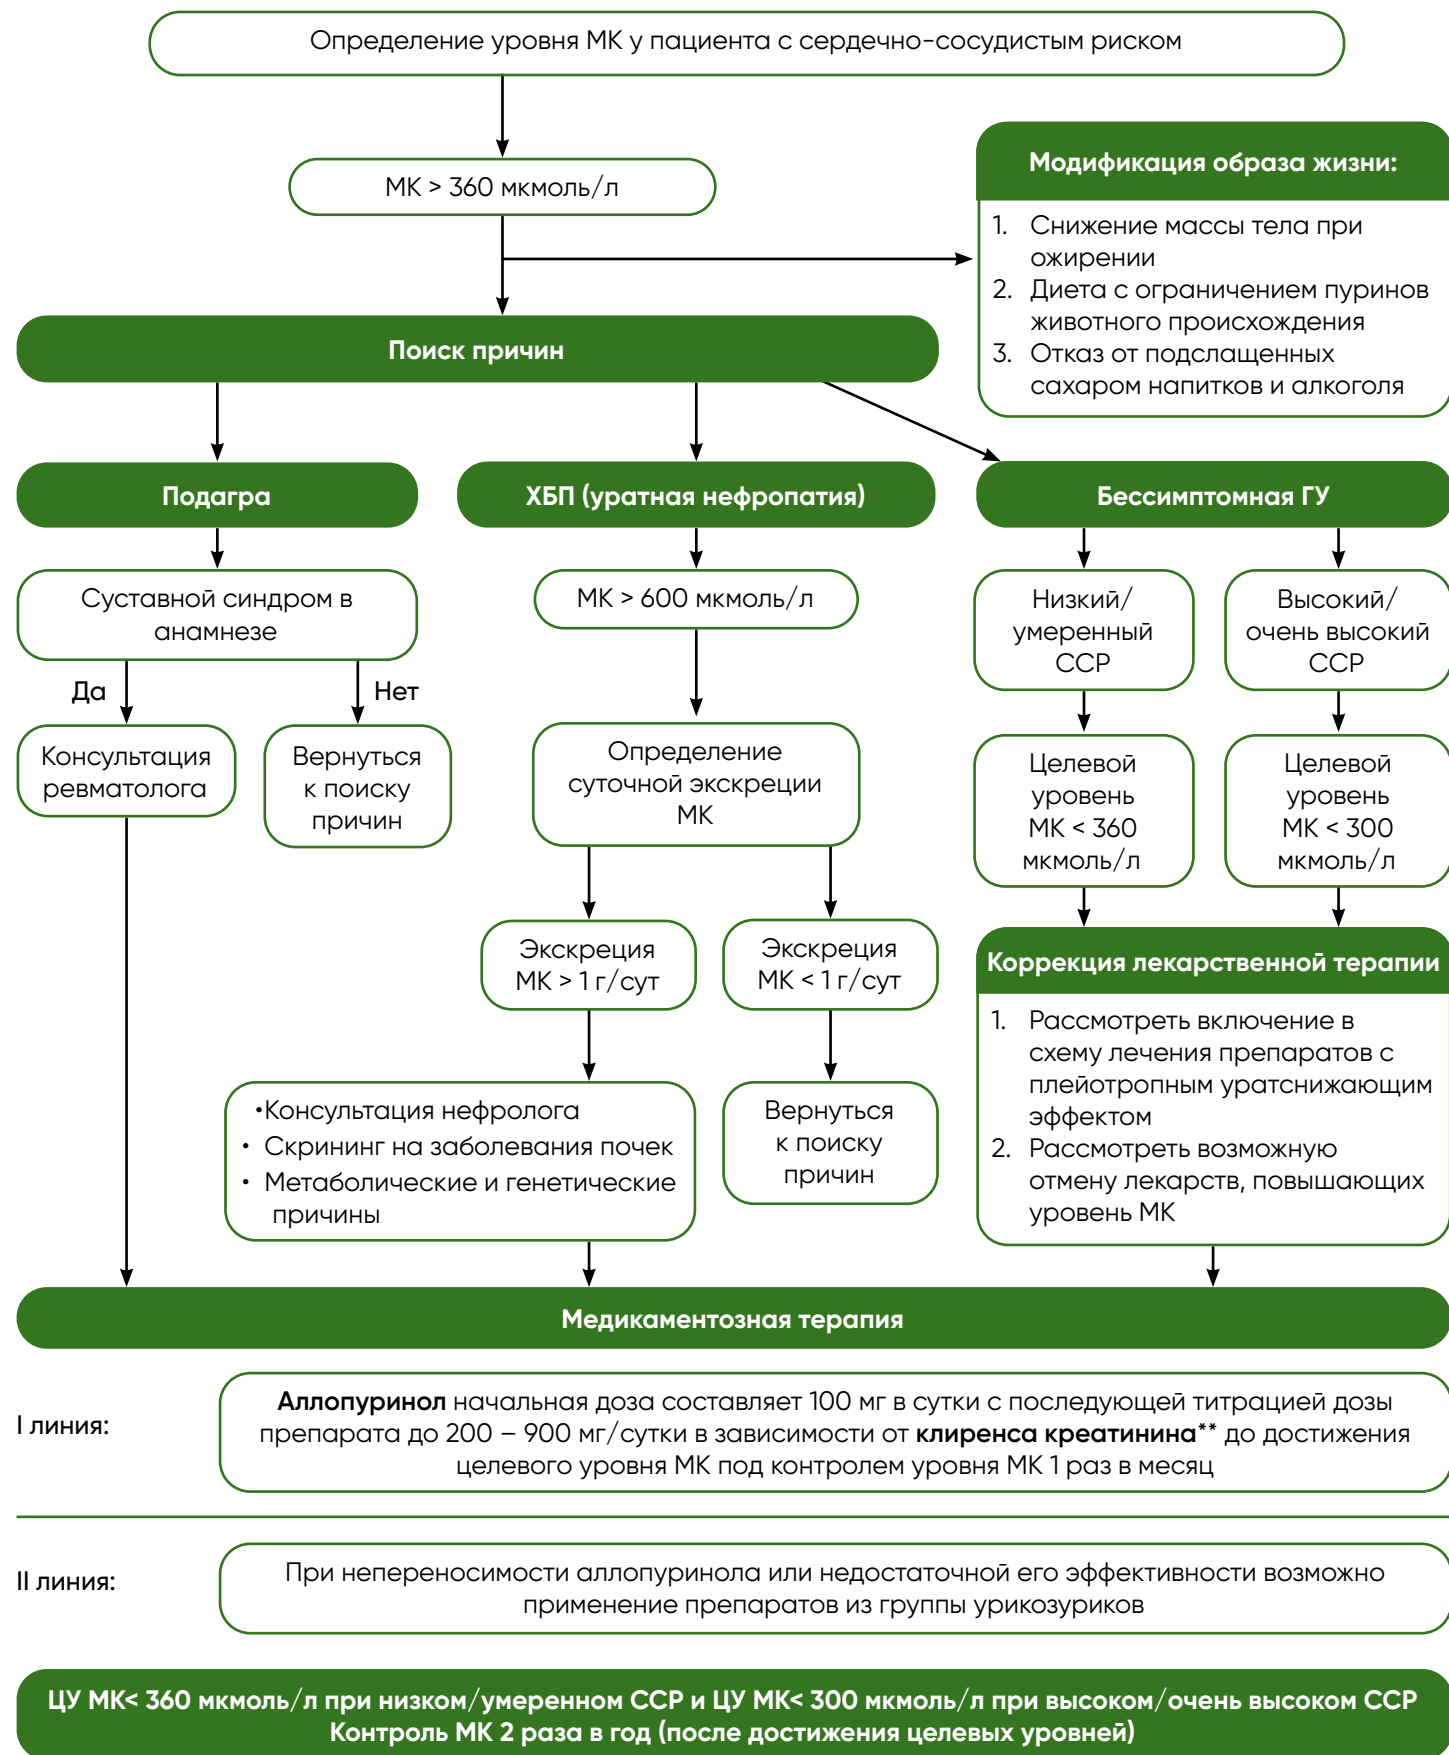 Определение уровня МК у пациента с сердечно-сосудистым риском
МК > 360 мкмоль/л
Модификация образа жизни:
1. Снижение массы тела при
ожирении
2. Диета с ограничением пуринов
животного происхождения
3. Отказ от подслащенных
сахаром напитков и алкоголя
Поиск причин
Подагра
Суставной синдром в
анамнезе
Да
Нет
Консультация
ревматолога
Вернуться
к поиску
причин
ХБП (уратная нефропатия)
МК > 600 мкмоль/л
Определение
суточной экскреции
МК
Экскреция
МК > 1 г/сут
Экскреция
МК < 1 г/сут
•Консультация нефролога
• Скрининг на заболевания почек
• Метаболические и генетические
причины
Вернуться
к поиску
причин
Бессимптомная ГУ
Низкий/
умеренный
ССР
Высокий/
очень высокий
ССР
Целевой
уровень
МК < 360
мкмоль/л
Целевой
уровень
МК < 300
мкмоль/л
Коррекция лекарственной терапии
1. Рассмотреть включение в
схему лечения препаратов с
плейотропным уратснижающим
эффектом
2. Рассмотреть возможную
отмену лекарств, повышающих
уровень МК
Медикаментозная терапия
I линия:
Аллопуринол начальная доза составляет 100 мг в сутки с последующей титрацией дозы
препарата до 200 – 900 мг/сутки в зависимости от клиренса креатинина** до достижения
целевого уровня МК под контролем уровня МК 1 раз в месяц
II линия:
При непереносимости аллопуринола или недостаточной его эффективности возможно
применение препаратов из группы урикозуриков
ЦУ МК< 360 мкмоль/л при низком/умеренном ССР и ЦУ МК< 300 мкмоль/л при высоком/очень высоком ССР
Контроль МК 2 раза в год (после достижения целевых уровней)